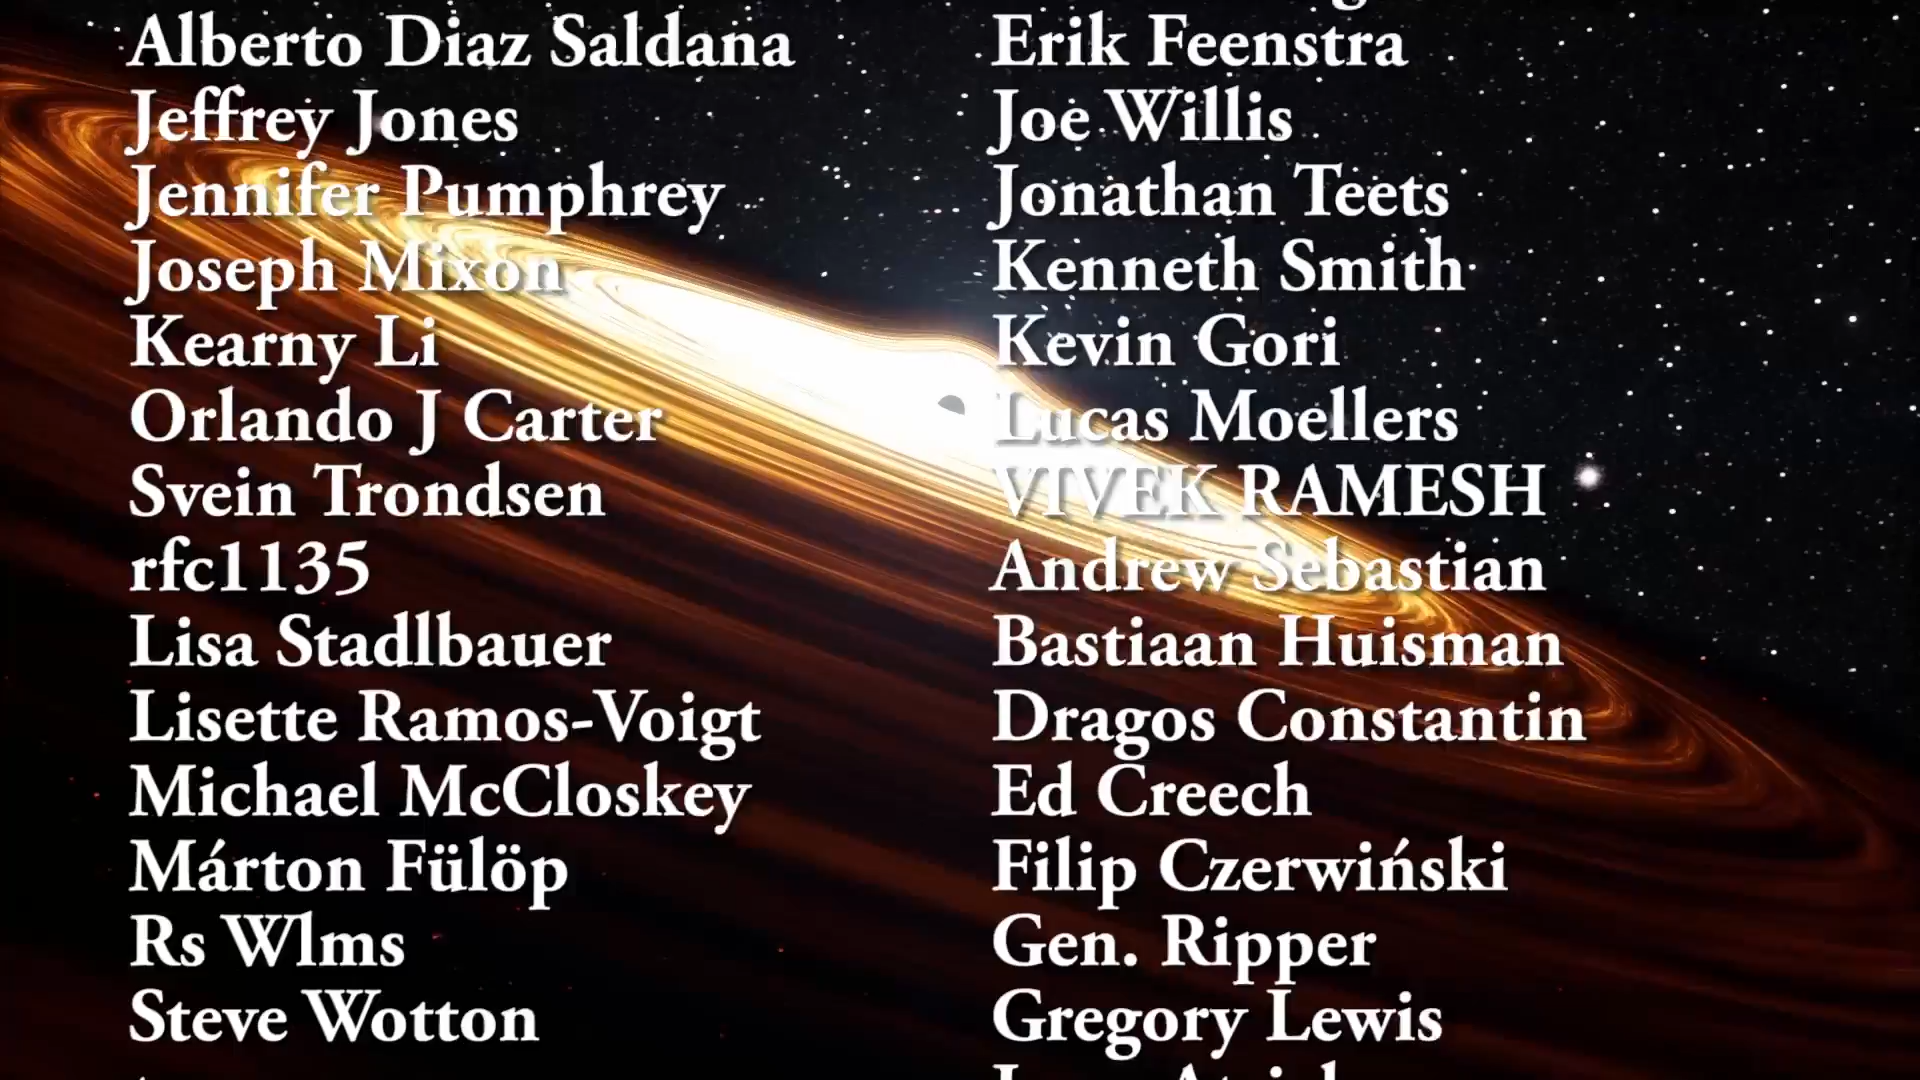 Alberto Diaz Saldana
Jeffrey Jones
Jennifer Pumphrey
Joseph Mixon
Kearny Li
Orlando J Carter
Svein Trondsen
rfc1135
Lisa Stadlbauer
Lisette Ramos-Voigt
Michael McCloskey
Márton Fülöp
Rs Wlms
Steve Wotton
Erik Feenstra
Joe Willis
Jonathan Teets
Kenneth Smith
Kevin Gori
Lucas Moellers
VIVEK RAMESH
Andrew Sebastian
Bastiaan Huisman
Dragos Constantin
Ed Creech
Filip Czerwiński
Gen. Ripper
Gregory Lewis